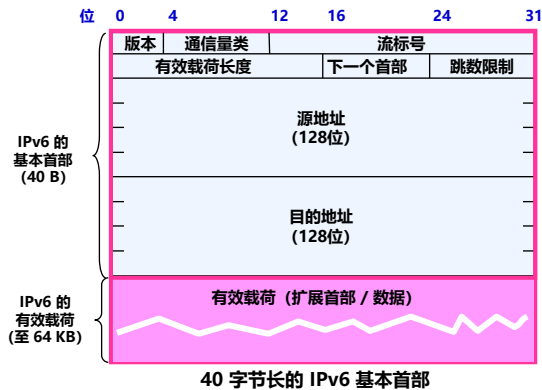 位 0 4 12 16 24 31
版本 通信量类 流标号
有效载荷长度 下一个首部 跳数限制
源地址
(128位)
IPv6 的
基本首部
(40 B)
目的地址
(128位)
IPv6 的
有效载荷
(至 64 KB)
有效载荷（扩展首部 / 数据）
40 字节长的 IPv6 基本首部